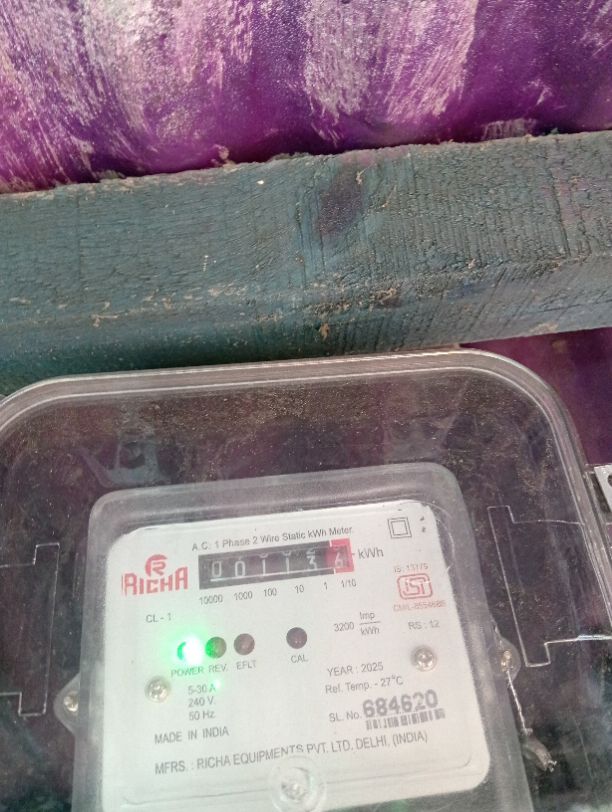 A.C. 1 Phase 2 Wire Static kWh Meter
kWh
RICHA
10000 1000 100 10 1 1/10
IS : 13779
ISI
CL - 1
3200 Imp/kWh
RS : 12
POWER REV. EFLT CAL
5-30 A
240 V.
50 Hz.
YEAR : 2025
Ref. Temp. - 27°C
SL. No. 684620
MADE IN INDIA
MFRS. : RICHA EQUIPMENTS PVT. LTD. DELHI, (INDIA)